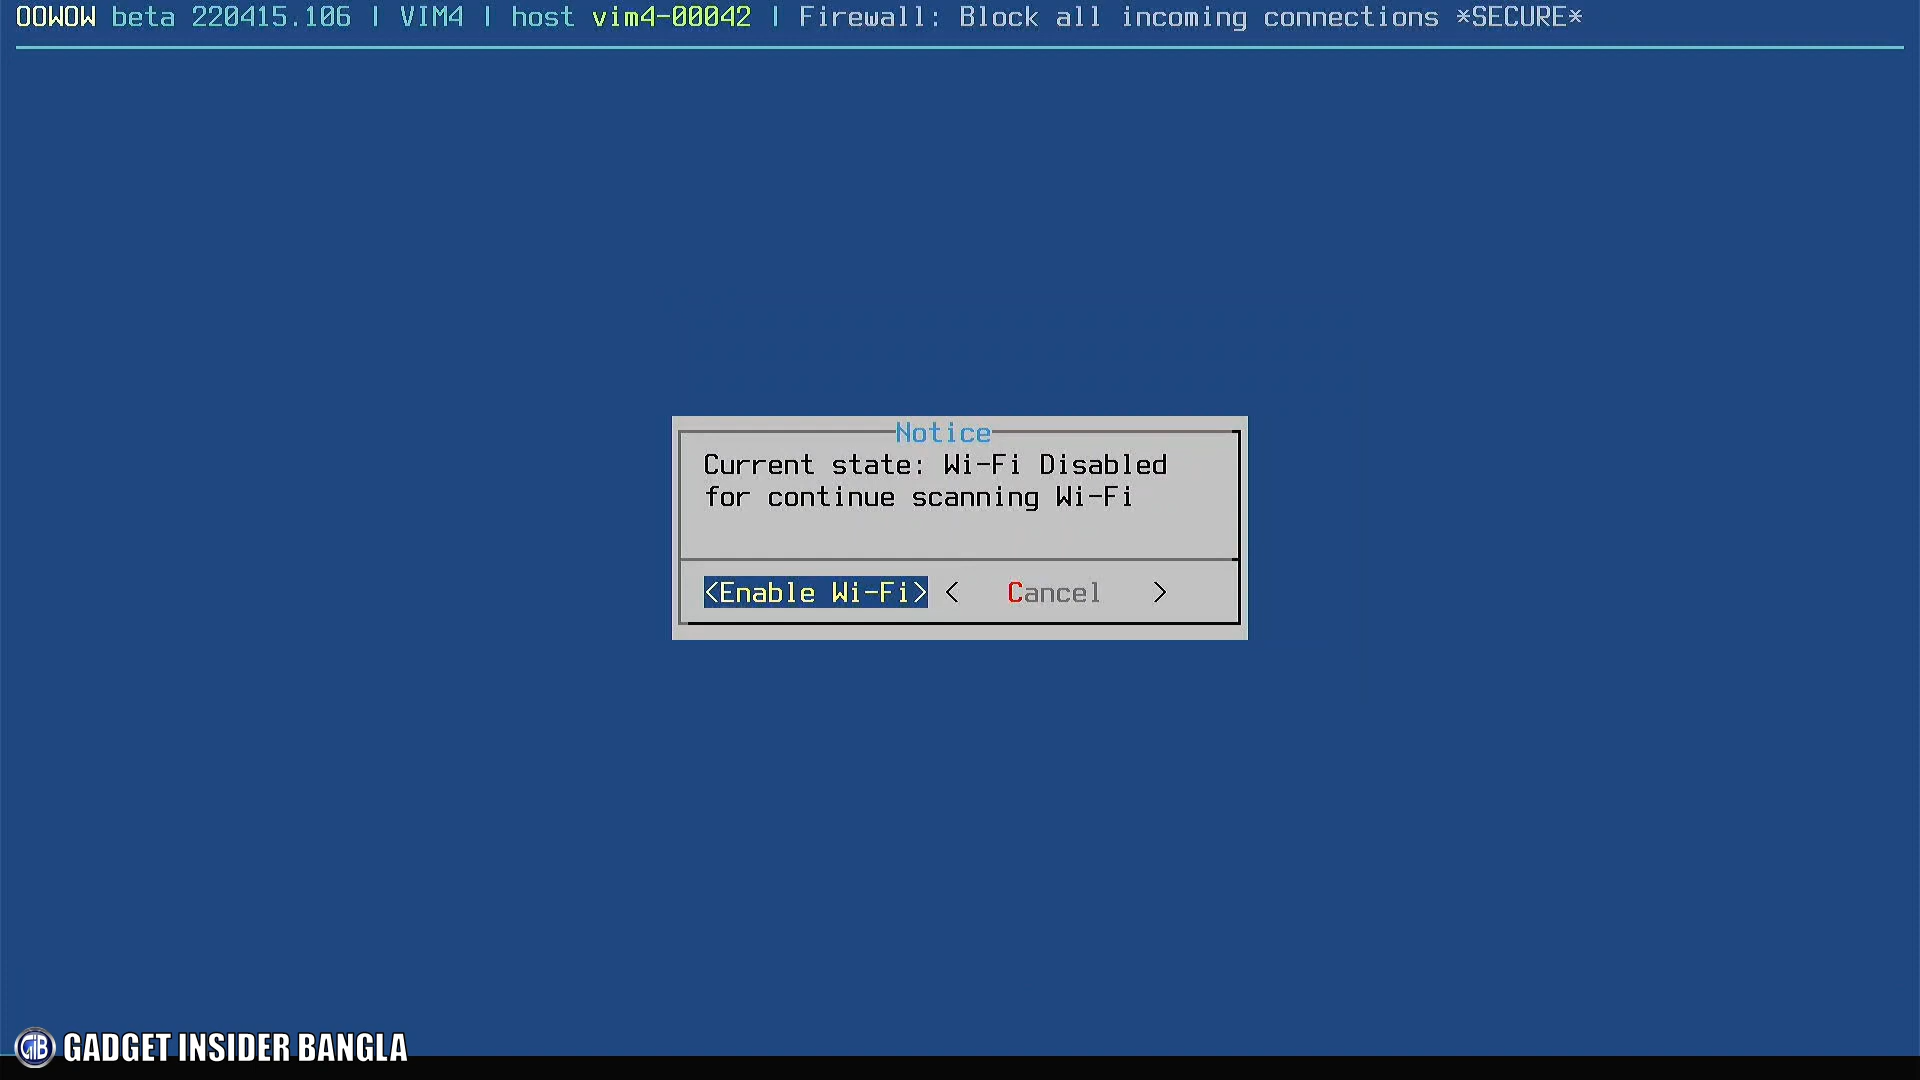 OOWOW beta 220415.106 | VIM4 | host vim4-00042 | Firewall: Block all incoming connections *SECURE*
Notice
Current state: Wi-Fi Disabled
for continue scanning Wi-Fi
<Enable Wi-Fi> < Cancel >
GIB GADGET INSIDER BANGLA